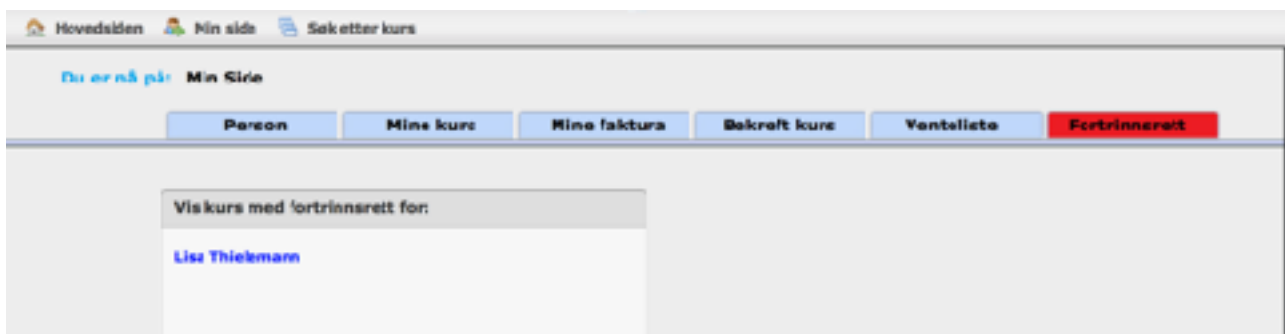 Hovedsiden Min side Søk etter kurs
Du er nå på: Min Side
Person Mine kurs Mine faktura Bekreft kurs Venteliste Fortrinnsrett
Vis kurs med fortrinnsrett for:
Lisa Thielemann